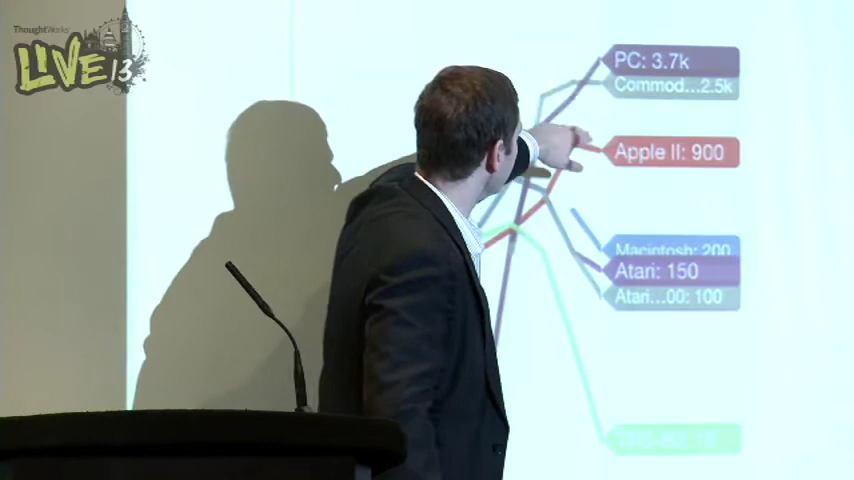 ThoughtWorks
LIVE13
PC: 3.7k
Commod...2.5k
Apple II: 900
Macintosh: 200
Atari: 150
Atari...00: 100